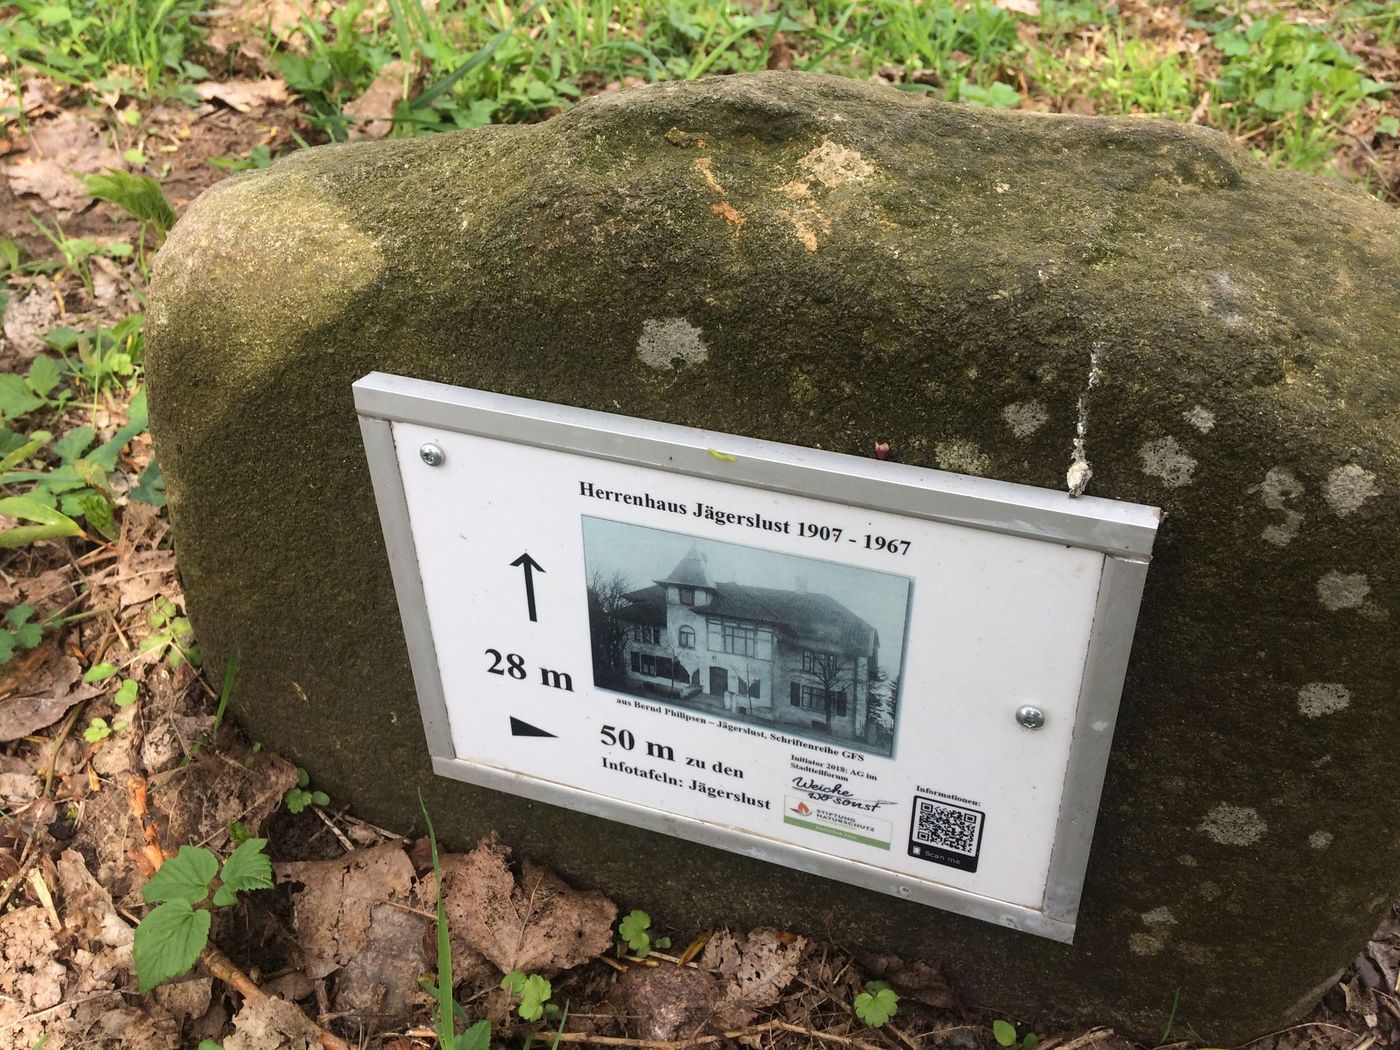 Herrenhaus Jägerslust 1907 - 1967
28 m
aus Bernd Philipsen – Jägerslust, Schriftenreihe GFS
50 m zu den
Infotafeln: Jägerslust
Initiator 2018: AG im
Stadtteilforum
Weiche
wo sonst
STIFTUNG
NATURSCHUTZ
Informationen:
Scan me